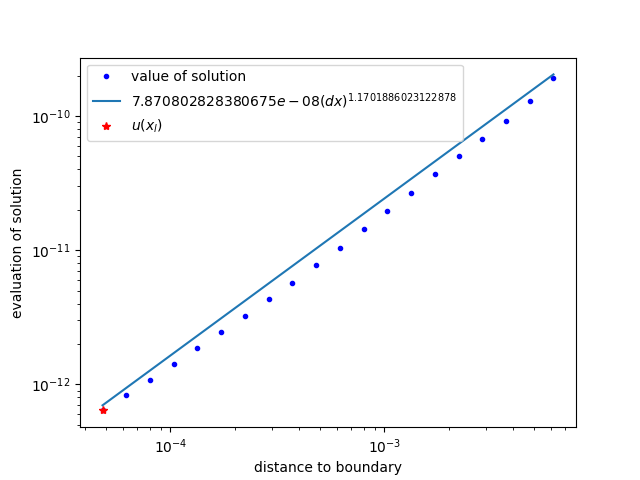 value of solution
7.870802828380675e − 08(dx)^1.1701886023122878
u(x_l)
evaluation of solution
10^−10
10^−11
10^−12
10^−4
10^−3
distance to boundary